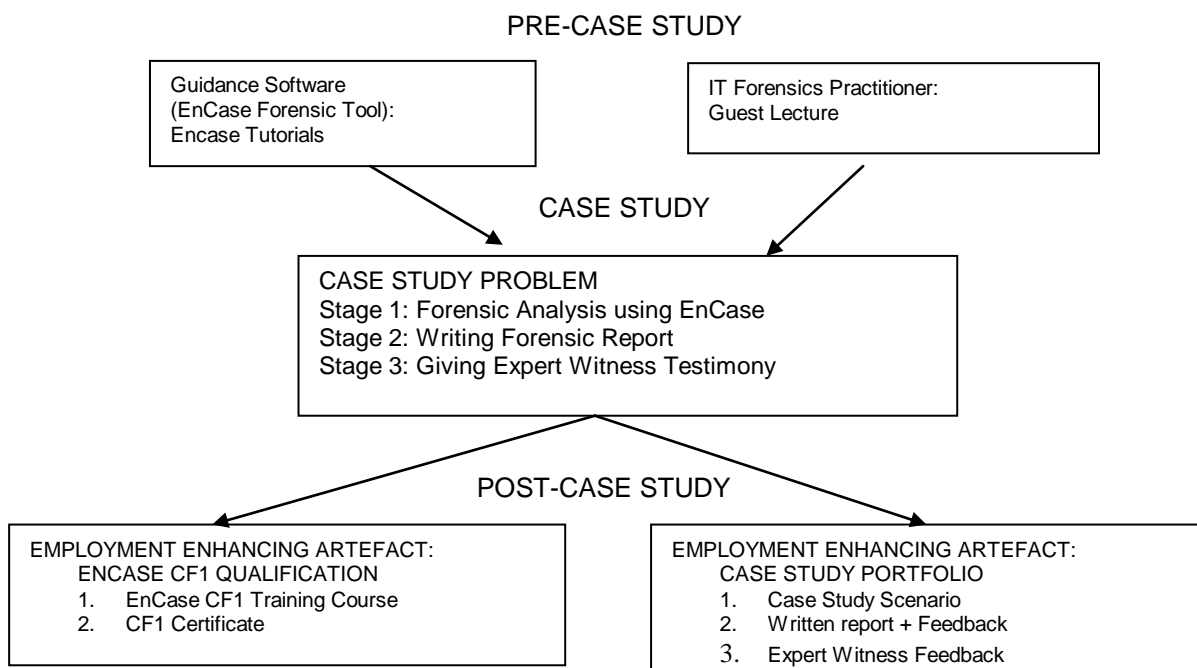 PRE-CASE STUDY
Guidance Software
(EnCase Forensic Tool):
Encase Tutorials
IT Forensics Practitioner:
Guest Lecture
CASE STUDY
CASE STUDY PROBLEM
Stage 1: Forensic Analysis using EnCase
Stage 2: Writing Forensic Report
Stage 3: Giving Expert Witness Testimony
POST-CASE STUDY
EMPLOYMENT ENHANCING ARTEFACT:
ENCASE CF1 QUALIFICATION
1. EnCase CF1 Training Course
2. CF1 Certificate
EMPLOYMENT ENHANCING ARTEFACT:
CASE STUDY PORTFOLIO
1. Case Study Scenario
2. Written report + Feedback
3. Expert Witness Feedback